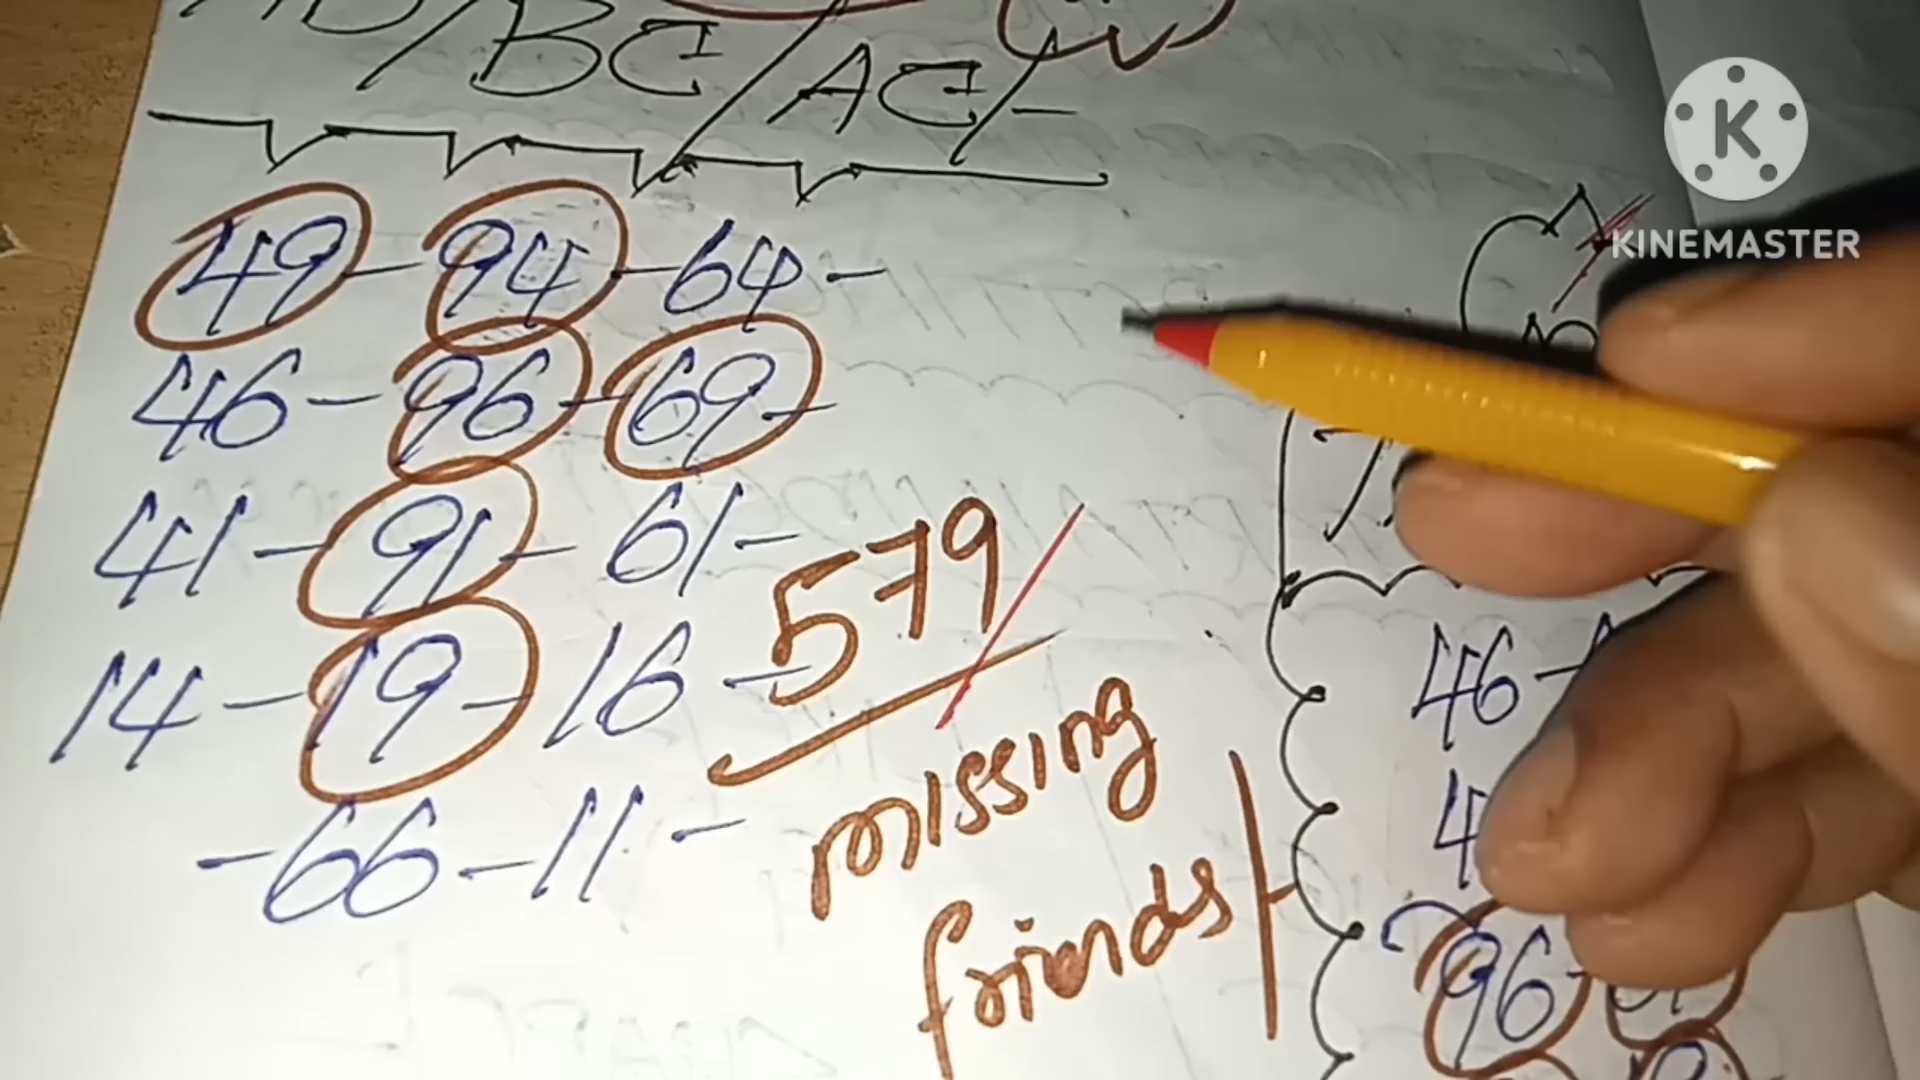 /BC/AC/-
K
KINEMASTER
49-94-64-
46-96-69-
41-91-61-
14-19-16-
-66-11-
579/
missing
friends/
46-
4
96-